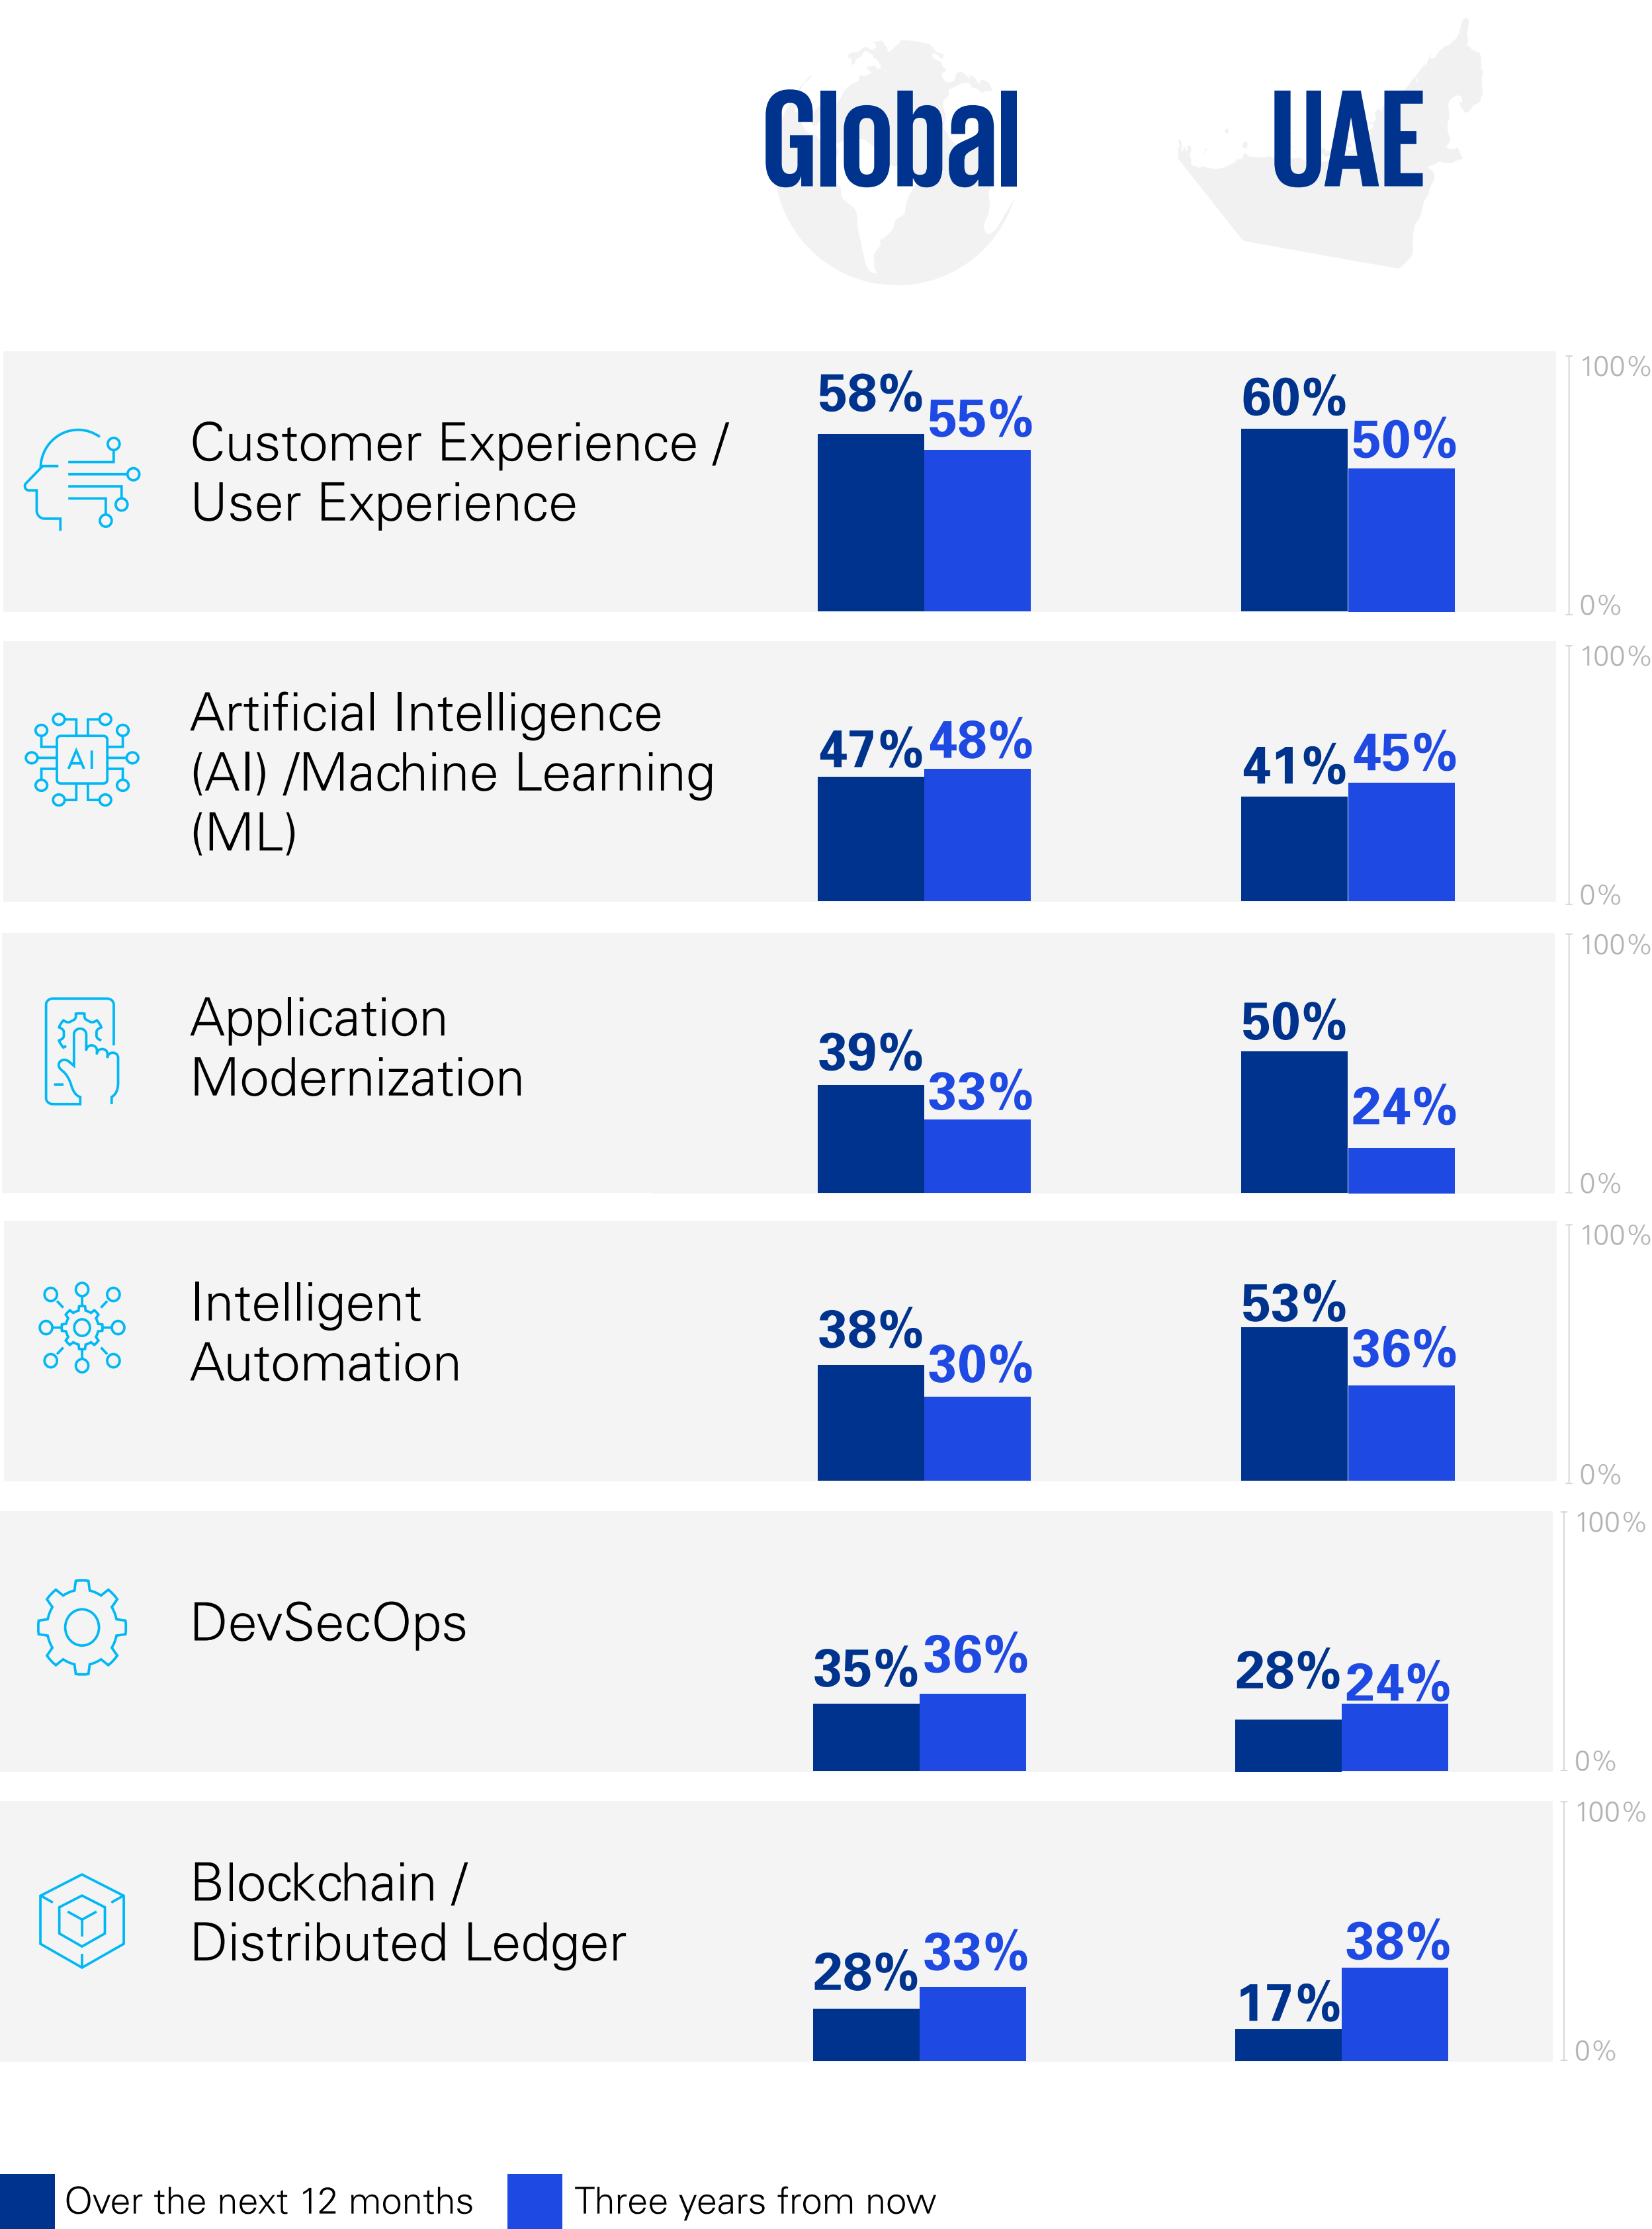 Global
UAE
Customer Experience /
User Experience
58%
55%
60%
50%
100%
0%
Artificial Intelligence
(AI) /Machine Learning
(ML)
AI
47%
48%
41%
45%
100%
0%
Application
Modernization
39%
33%
50%
24%
100%
0%
Intelligent
Automation
38%
30%
53%
36%
100%
0%
DevSecOps
35%
36%
28%
24%
100%
0%
Blockchain /
Distributed Ledger
28%
33%
17%
38%
100%
0%
Over the next 12 months
Three years from now